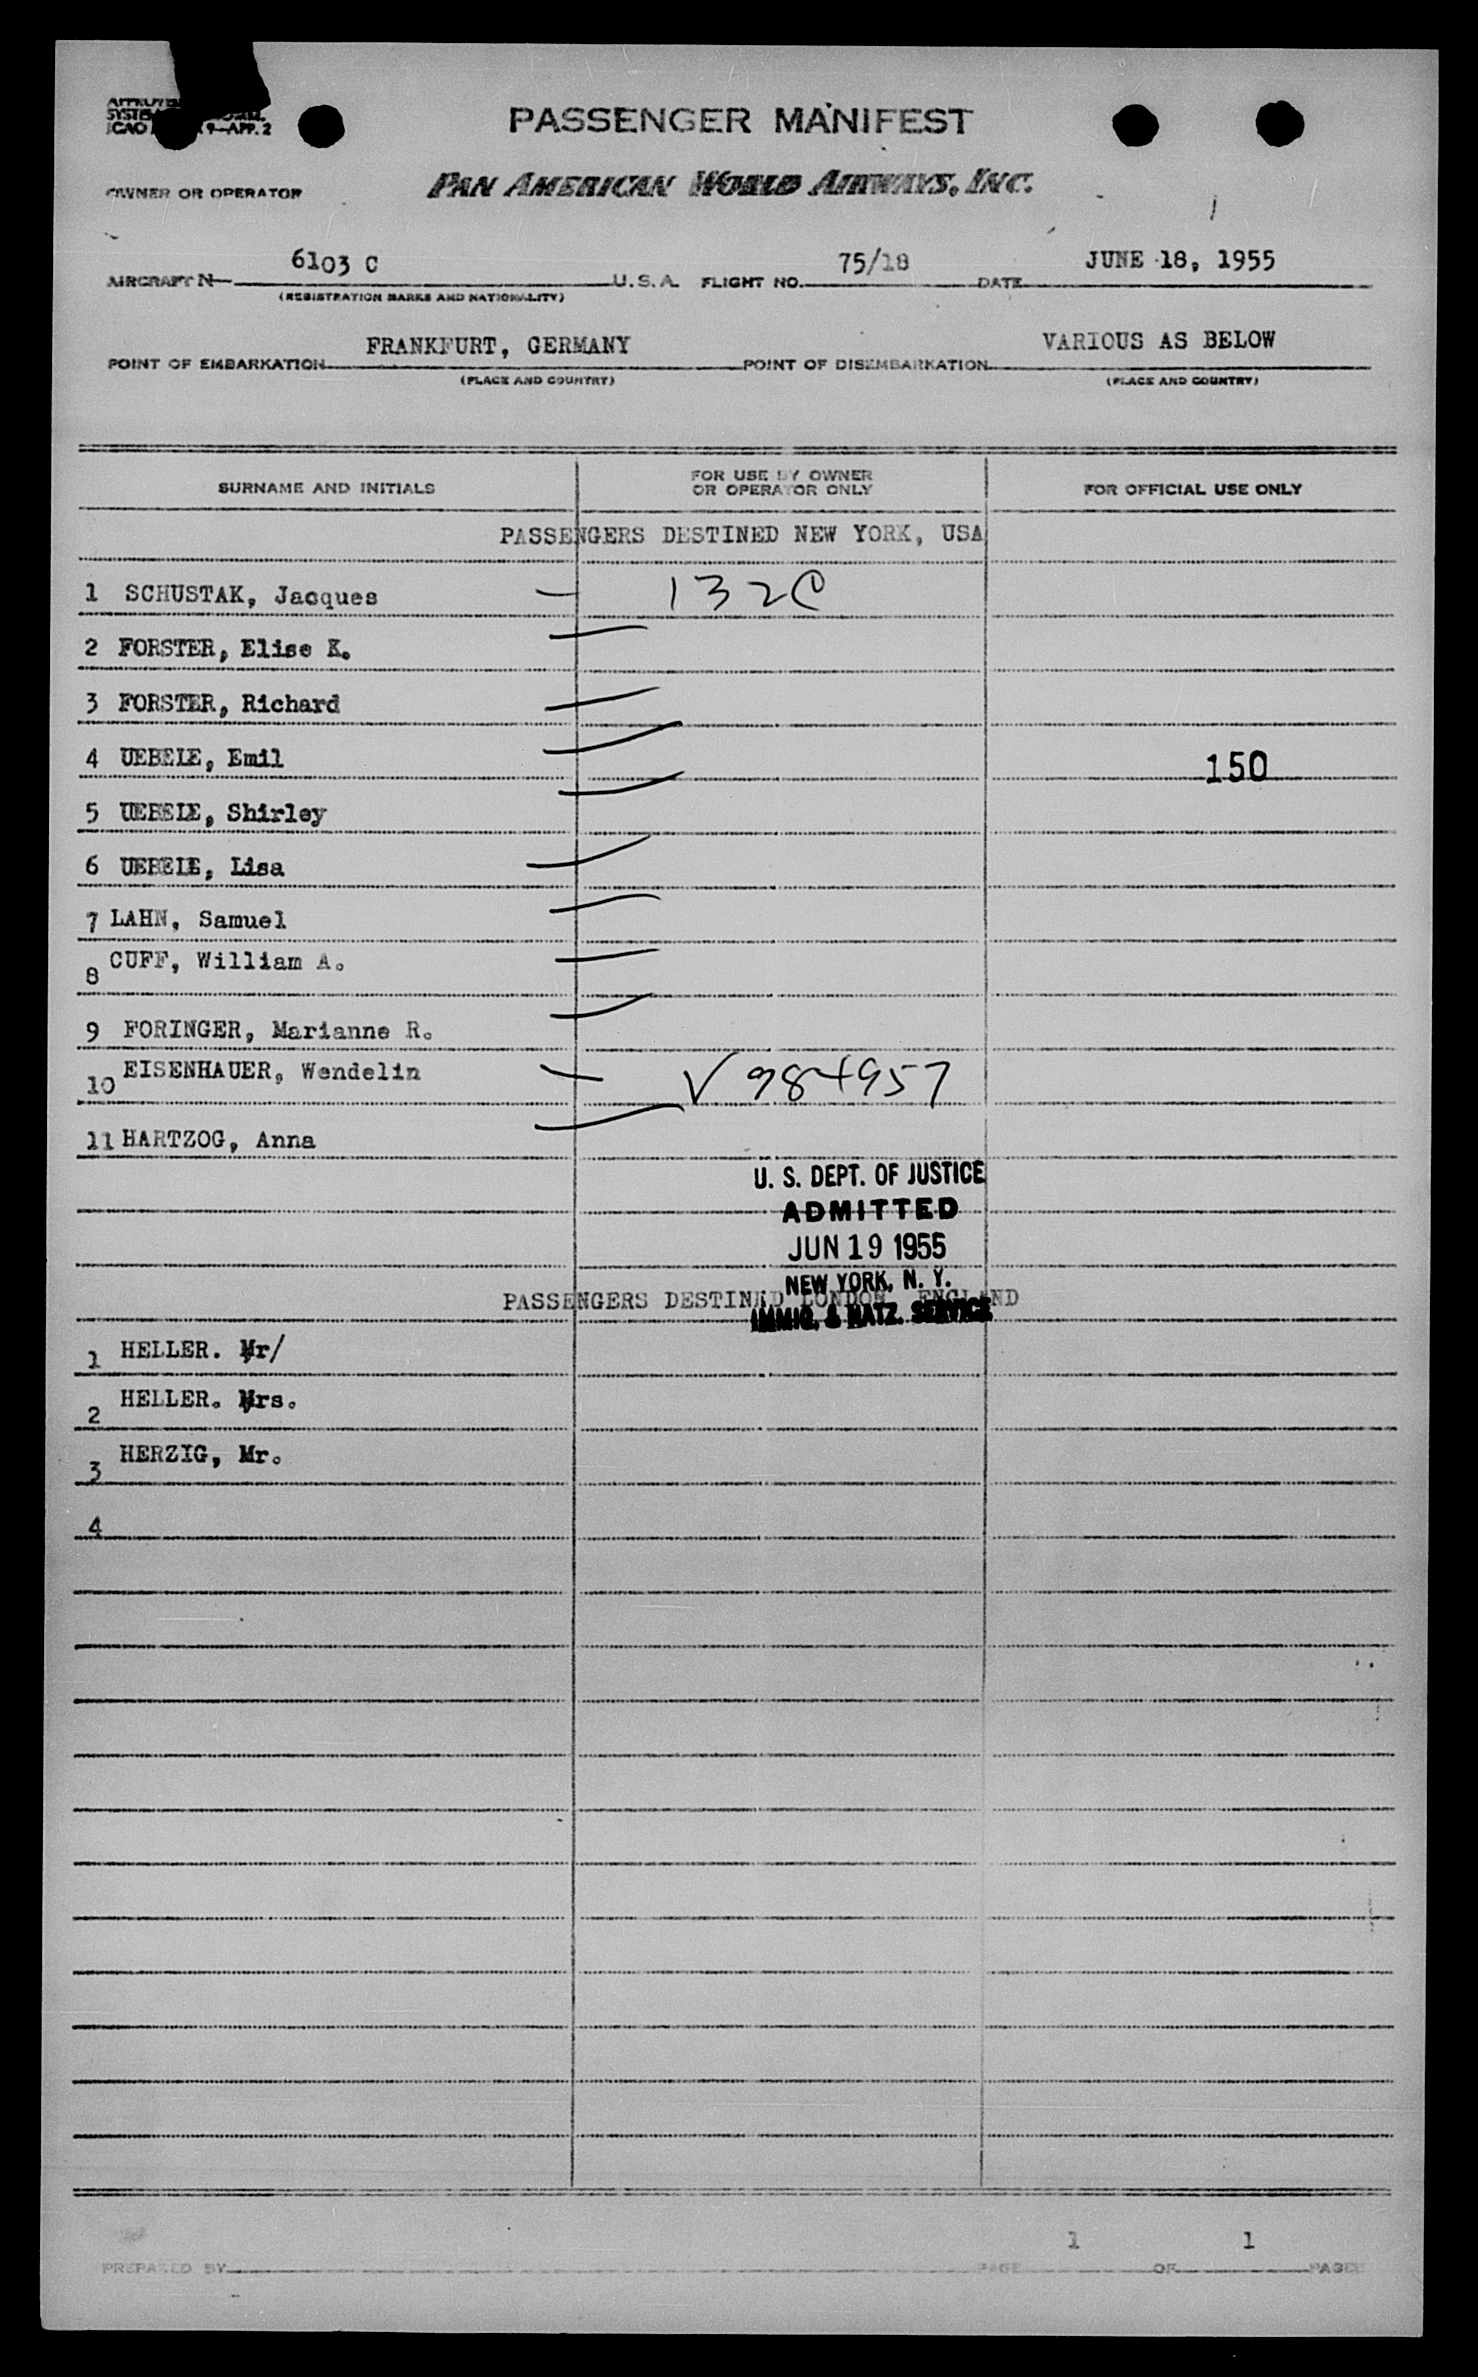 PASSENGER MANIFEST
ICAO 9—APP. 2
OWNER OR OPERATOR PAN AMERICAN WORLD AIRWAYS, INC.
AIRCRAFT N 6103 C U.S.A. FLIGHT NO. 75/18 DATE JUNE 18, 1955
(REGISTRATION MARKS AND NATIONALITY)
POINT OF EMBARKATION FRANKFURT, GERMANY POINT OF DISEMBARKATION VARIOUS AS BELOW
(PLACE AND COUNTRY) (PLACE AND COUNTRY)
SURNAME AND INITIALS FOR USE BY OWNER OR OPERATOR ONLY FOR OFFICIAL USE ONLY
PASSENGERS DESTINED NEW YORK, USA
1 SCHUSTAK, Jacques 132C
2 FORSTER, Elise K.
3 FORSTER, Richard
4 UEBELE, Emil 150
5 UEBELE, Shirley
6 UEBELE, Lisa
7 LAHN, Samuel
8 CUFF, William A.
9 FORINGER, Marianne R.
10 EISENHAUER, Wendelin V984957
11 HARTZOG, Anna
U. S. DEPT. OF JUSTICE
ADMITTED
JUN 19 1955
NEW YORK, N. Y.
IMMIG. & NATZ. SERVICE
PASSENGERS DESTINED LONDON, ENGLAND
1 HELLER. Mr/
2 HELLER. Mrs.
3 HERZIG, Mr.
4
PREPARED BY PAGE 1 OF 1 PAGES